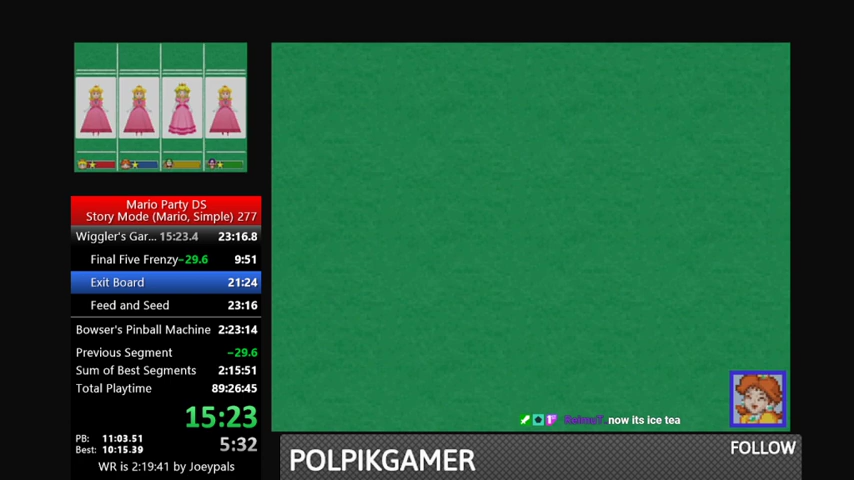 Mario Party DS
Story Mode (Mario, Simple) 277
Wiggler's Gar... 15:23.4 23:16.8
Final Five Frenzy -29.6 9:51
Exit Board 21:24
Feed and Seed 23:16
Bowser's Pinball Machine 2:23:14
Previous Segment -29.6
Sum of Best Segments 2:15:51
Total Playtime 89:26:45
15:23
PB: 11:03.51
Best: 10:15.39
5:32
WR is 2:19:41 by Joeypals
now its ice tea
POLPIKGAMER
FOLLOW